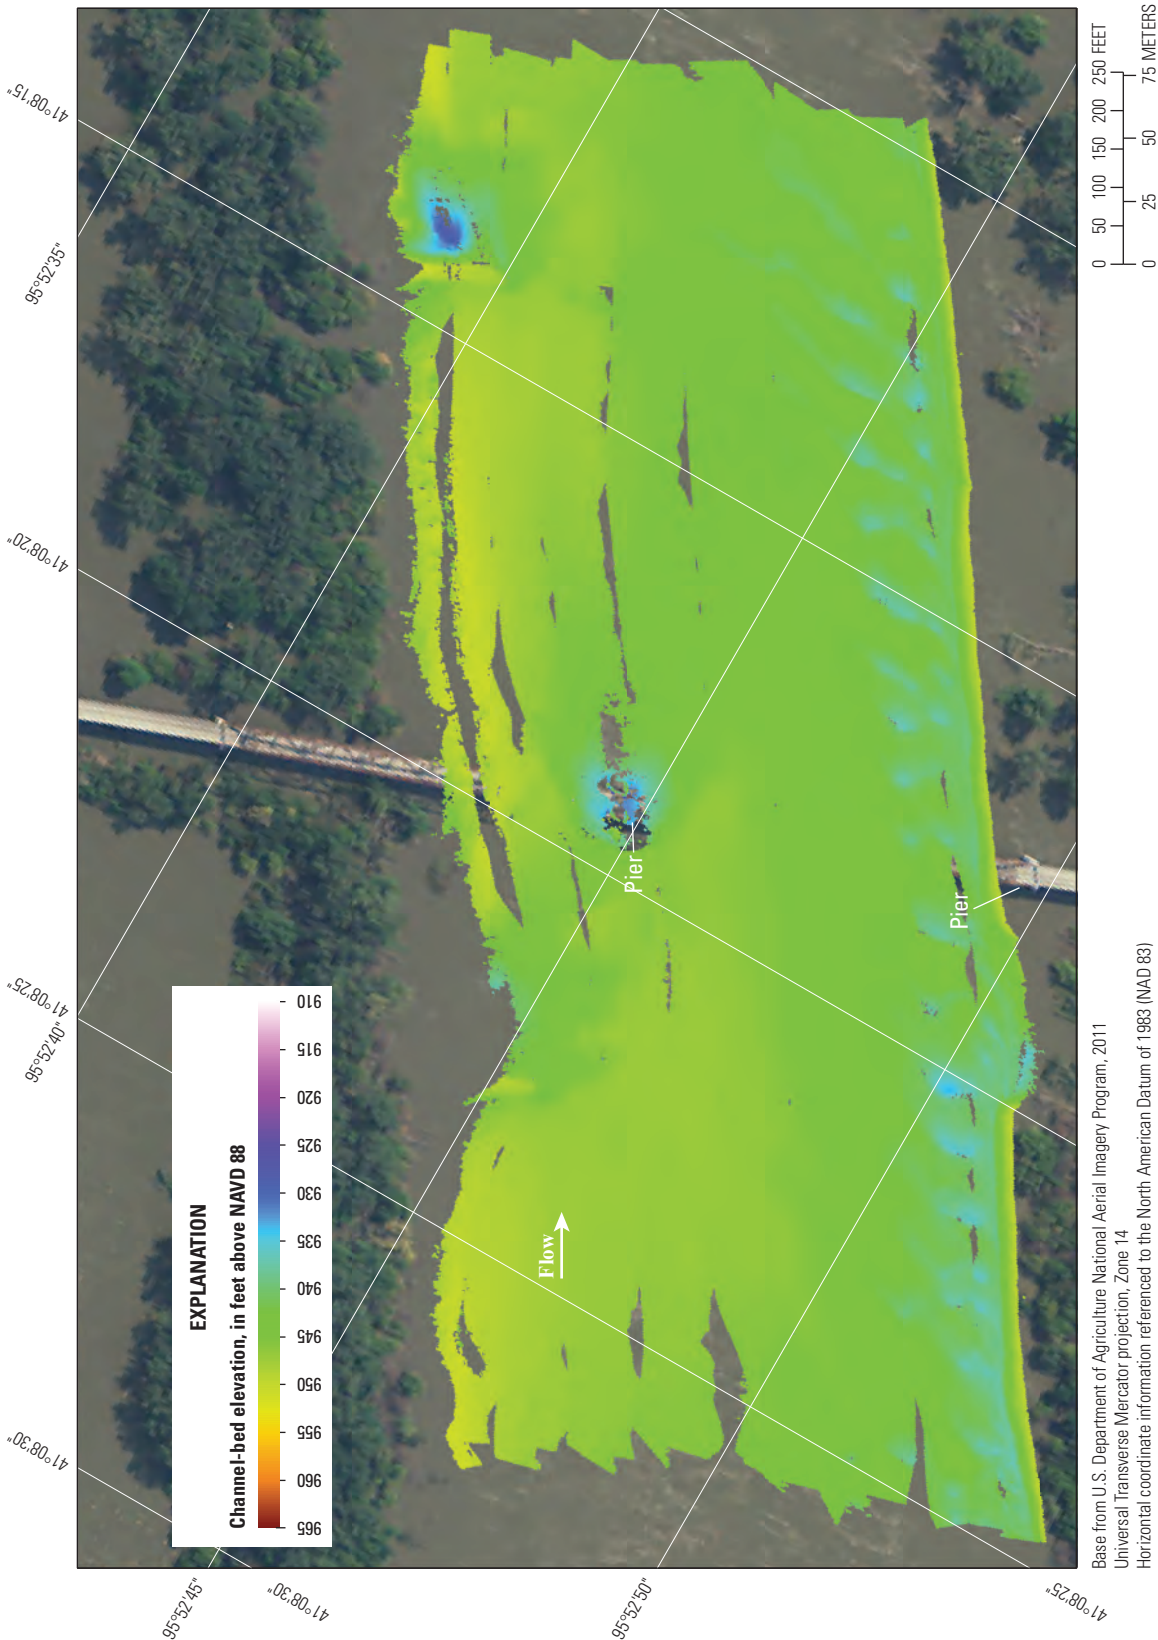 41°08'15"
95°52'35"
41°08'20"
95°52'40"
41°08'25"
41°08'30"
95°52'45"
41°08'30"
95°52'50"
41°08'25"
EXPLANATION
Channel-bed elevation, in feet above NAVD 88
965 960 955 950 945 940 935 930 925 920 915 910
Flow
Pier
Pier
0 50 100 150 200 250 FEET
0 25 50 75 METERS
Base from U.S. Department of Agriculture National Aerial Imagery Program, 2011
Universal Transverse Mercator projection, Zone 14
Horizontal coordinate information referenced to the North American Datum of 1983 (NAD 83)